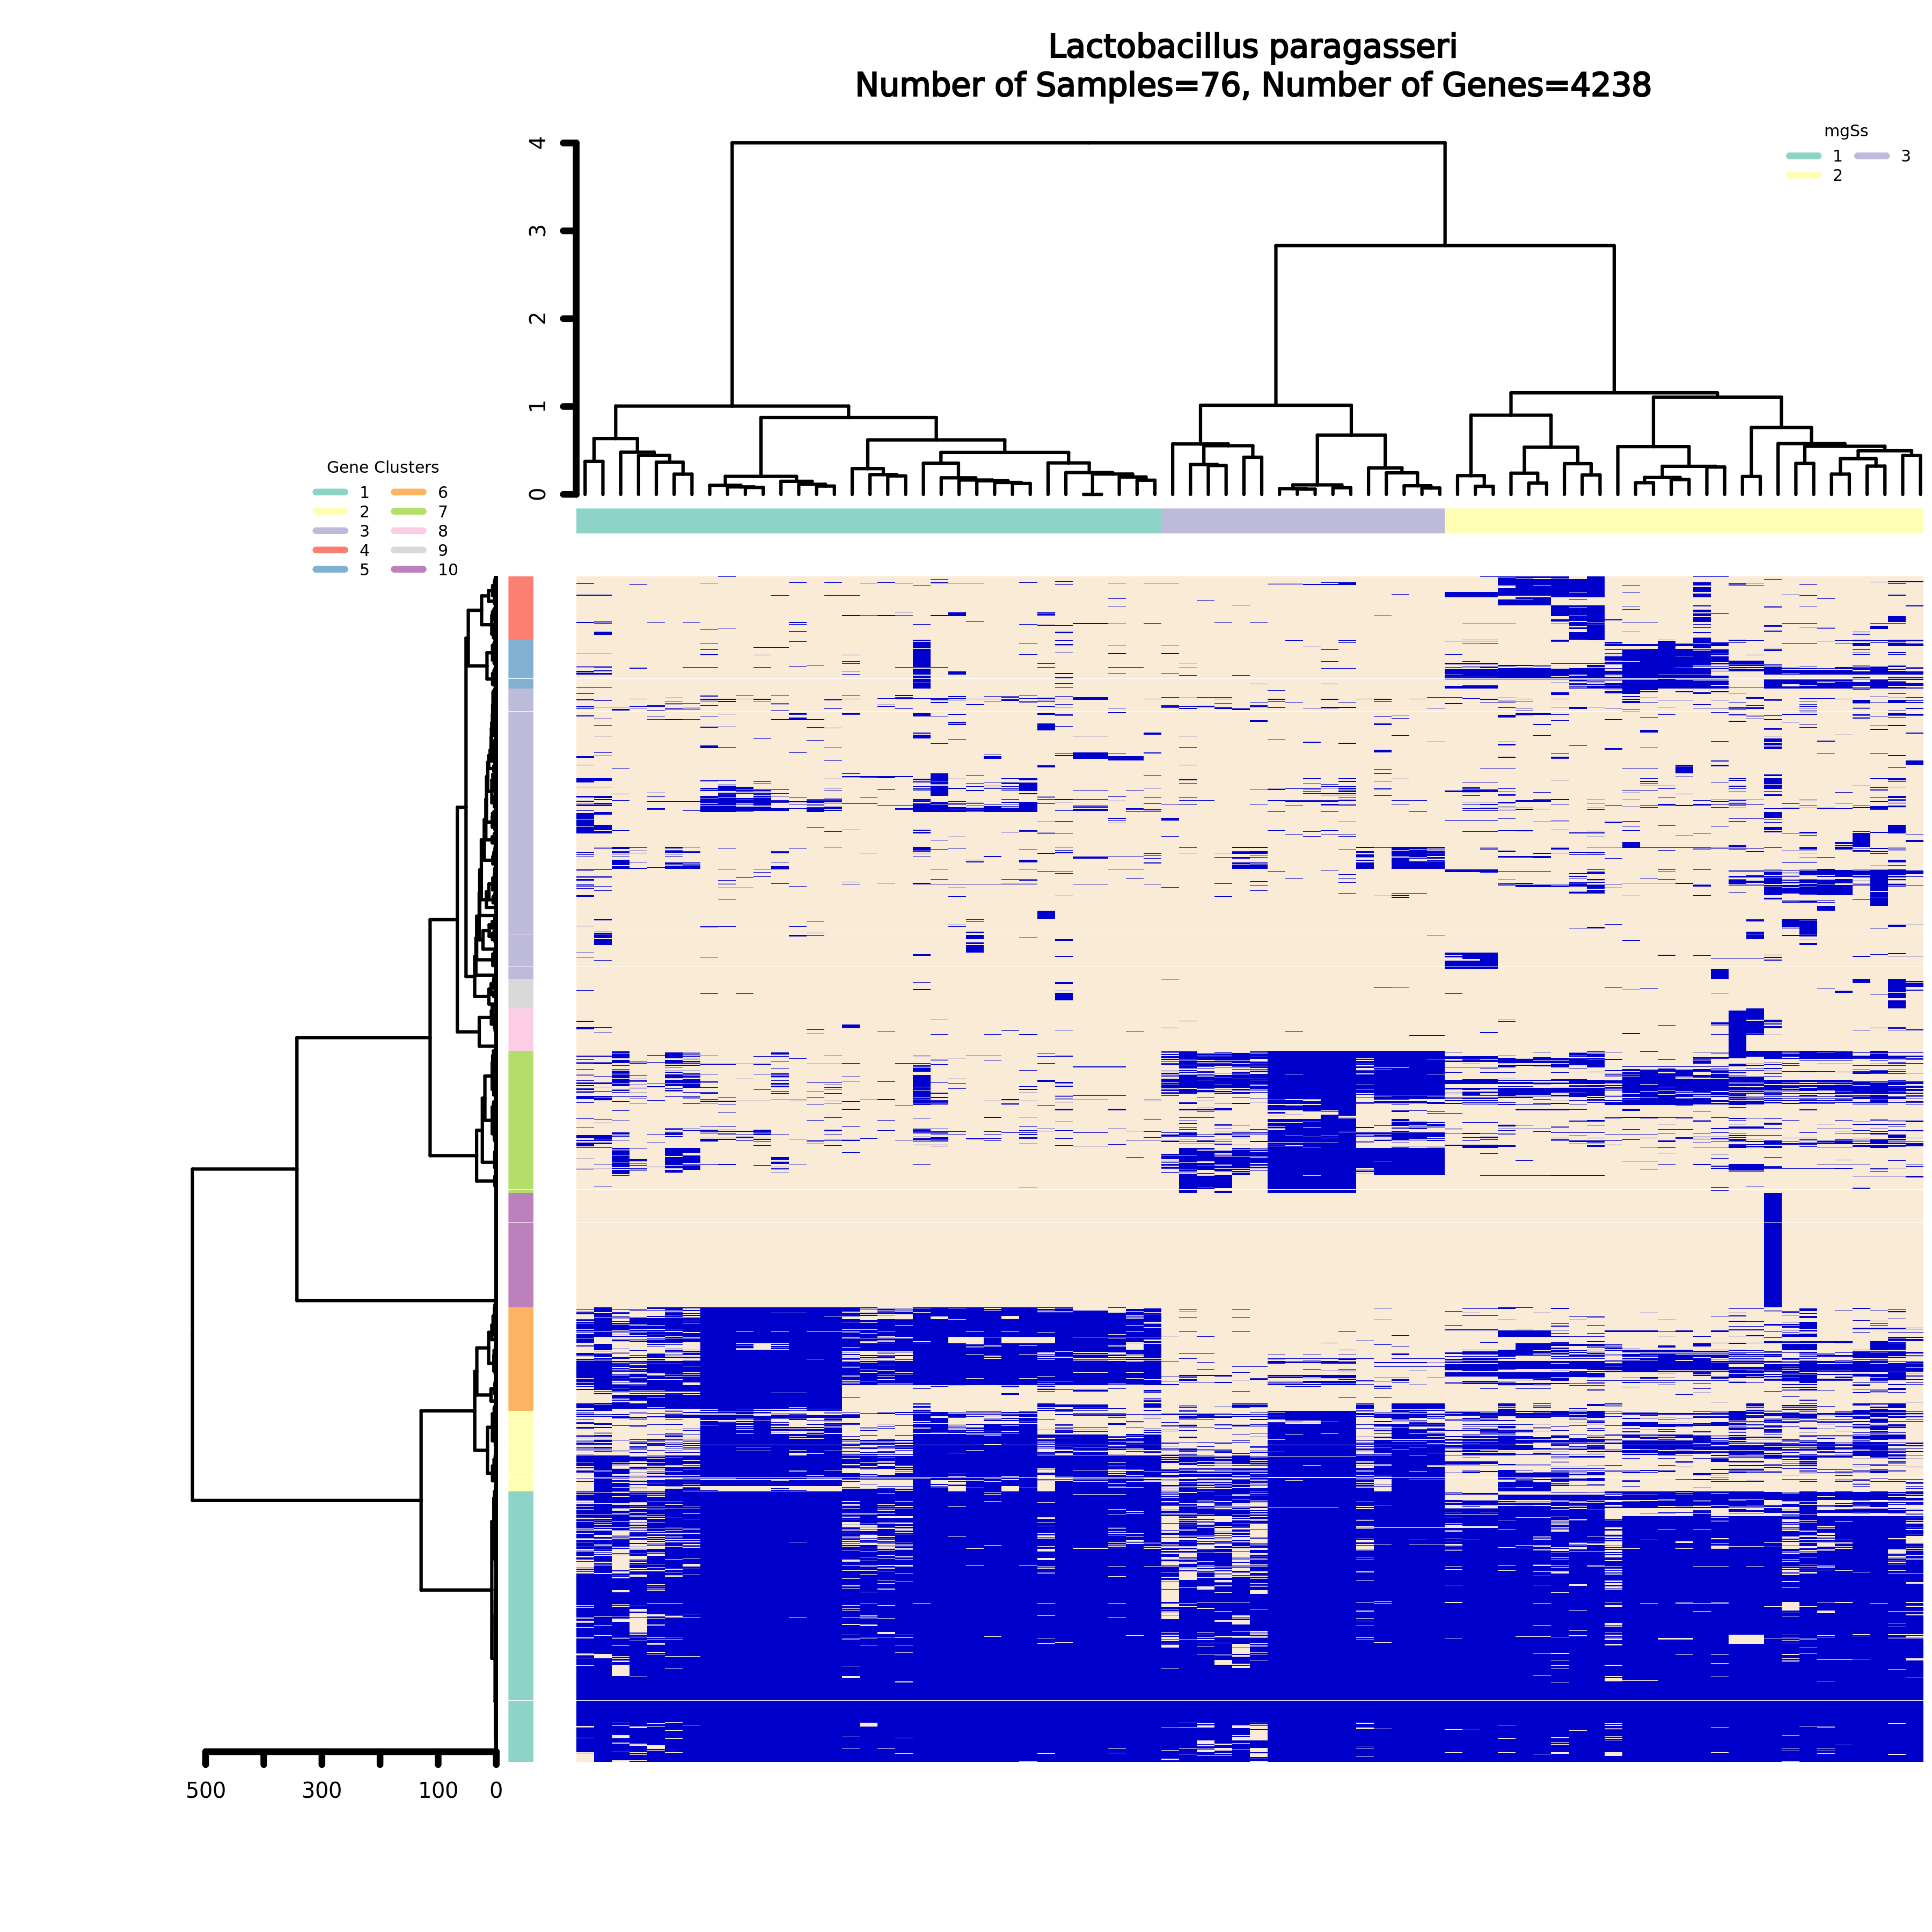 Lactobacillus paragasseri
Number of Samples=76, Number of Genes=4238
mgSs
1 3
2
4
3
2
1
0
Gene Clusters
1 6
2 7
3 8
4 9
5 10
500 300 100 0